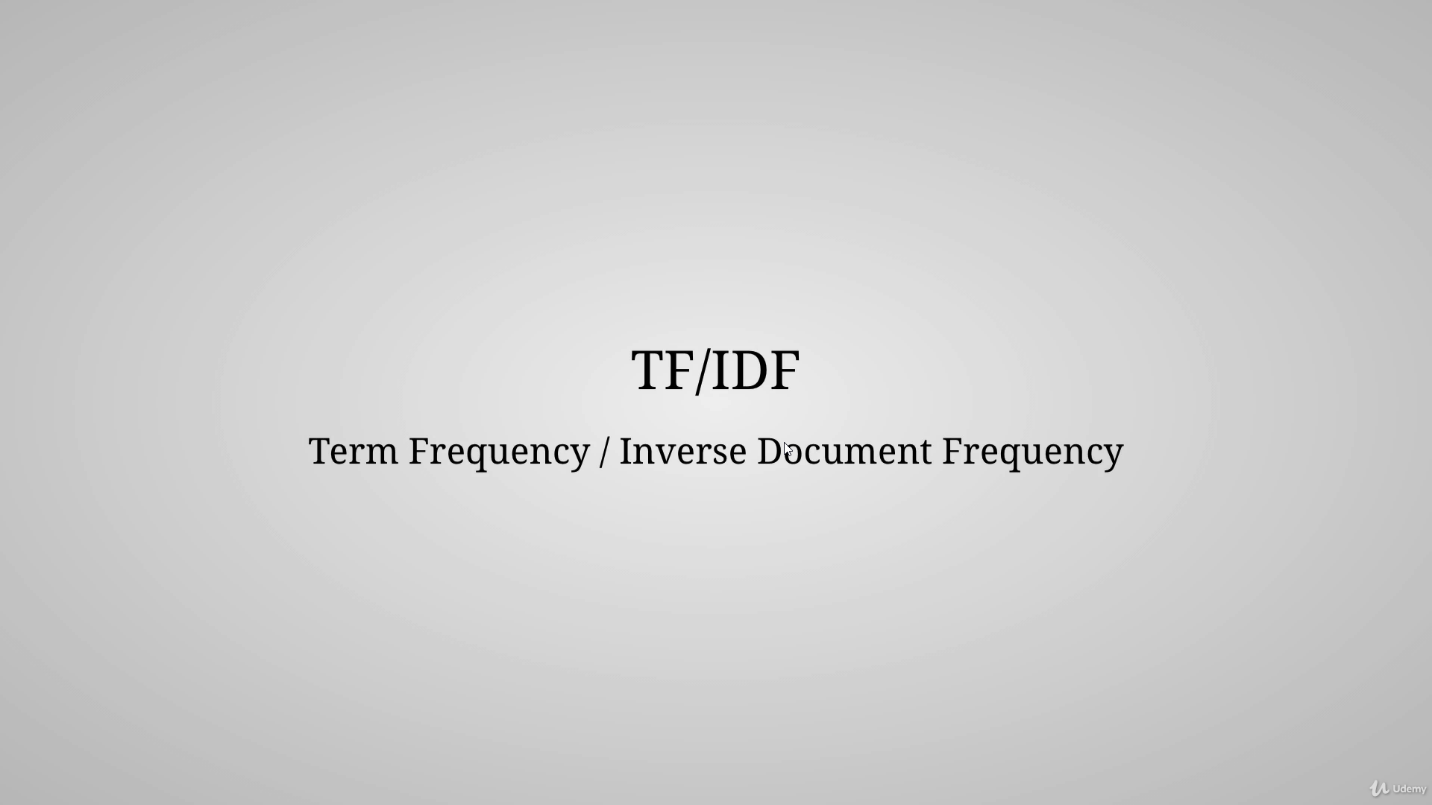 TF/IDF
Term Frequency / Inverse Document Frequency
Udemy